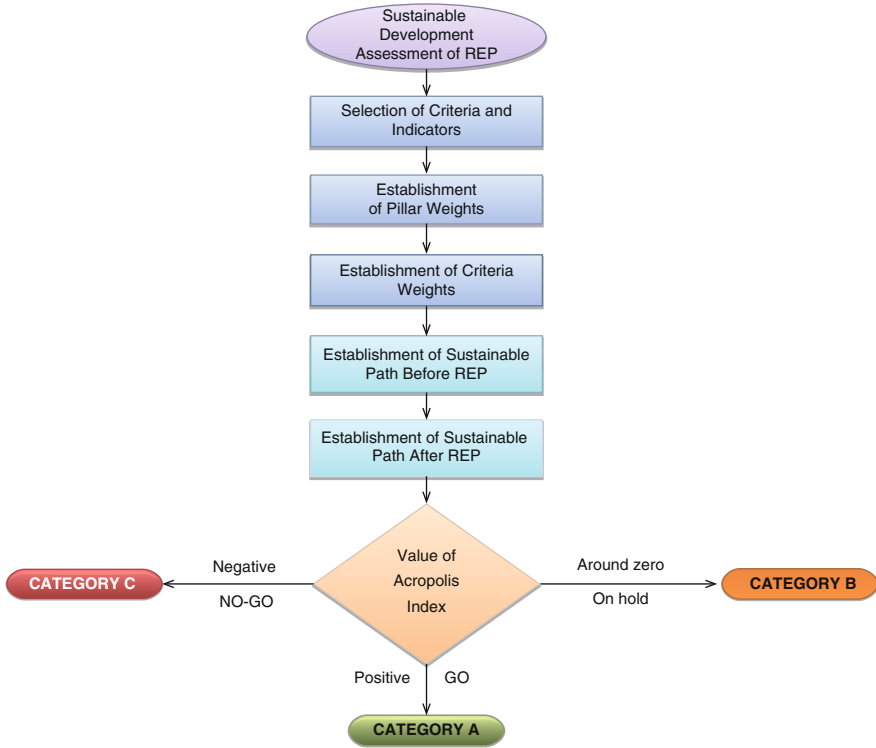 Sustainable
Development
Assessment of REP
Selection of Criteria and
Indicators
Establishment
of Pillar Weights
Establishment of Criteria
Weights
Establishment of Sustainable
Path Before REP
Establishment of Sustainable
Path After REP
Value of
Acropolis
Index
Negative
NO-GO
CATEGORY C
Around zero
On hold
CATEGORY B
Positive GO
CATEGORY A